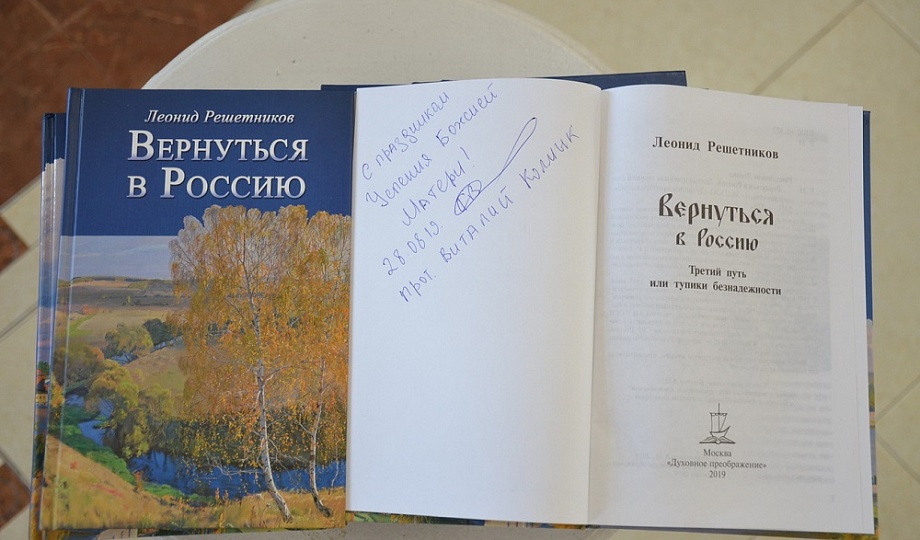 Леонид Решетников
Вернуться
в Россию
с праздником
Успения Божией
Матери!
28.08.19.
прот. Виталий Колмык
Леонид Решетников
Вернуться
в Россию
Третий путь
или тупики безнадежности
Москва
«Духовное преображение»
2019